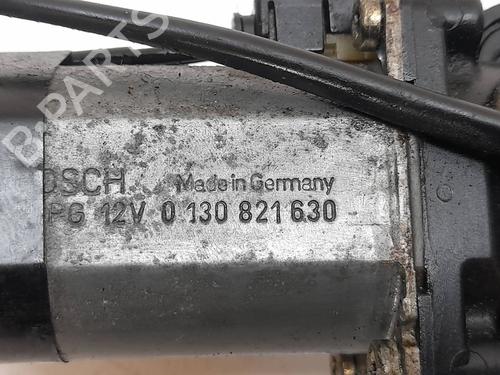 OSCH Made in Germany
PG 12V 0 130 821 630
B-PARTS